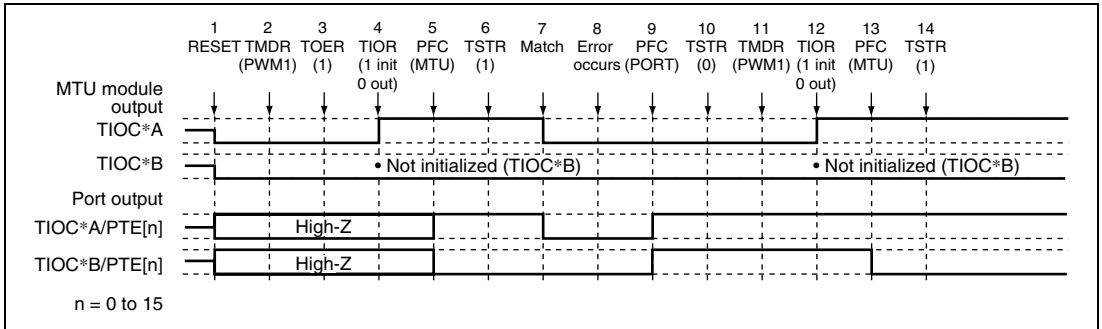 1 2 3 4 5 6 7 8 9 10 11 12 13 14
RESET TMDR TOER TIOR PFC TSTR Match Error PFC TSTR TMDR TIOR PFC TSTR
(PWM1) (1) (1 init (MTU) (1) occurs (PORT) (0) (PWM1) (1 init (MTU) (1)
0 out) 0 out)
MTU module
output
TIOC*A
TIOC*B
• Not initialized (TIOC*B)
• Not initialized (TIOC*B)
Port output
TIOC*A/PTE[n]
High-Z
TIOC*B/PTE[n]
High-Z
n = 0 to 15